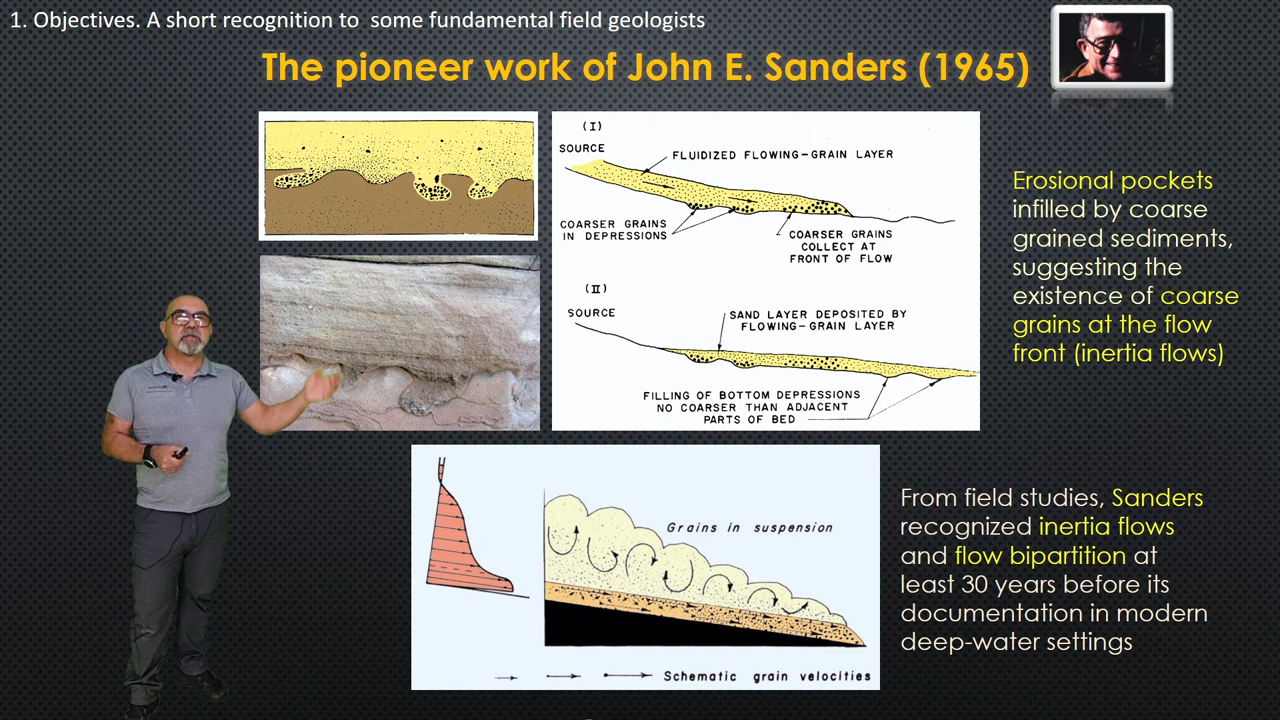 1. Objectives. A short recognition to some fundamental field geologists
The pioneer work of John E. Sanders (1965)
(I)
SOURCE
FLUIDIZED FLOWING-GRAIN LAYER
COARSER GRAINS
IN DEPRESSIONS
COARSER GRAINS
COLLECT AT
FRONT OF FLOW
(II)
SOURCE
SAND LAYER DEPOSITED BY
FLOWING-GRAIN LAYER
FILLING OF BOTTOM DEPRESSIONS
NO COARSER THAN ADJACENT
PARTS OF BED
Erosional pockets
infilled by coarse
grained sediments,
suggesting the
existence of coarse
grains at the flow
front (inertia flows)
Grains in suspension
Schematic grain velocities
From field studies, Sanders
recognized inertia flows
and flow bipartition at
least 30 years before its
documentation in modern
deep-water settings